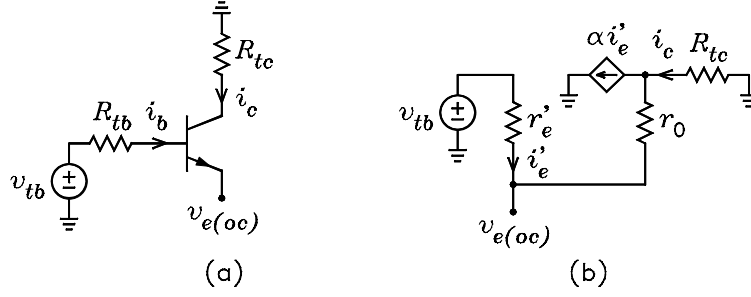 R_tc
i_c
R_tb
i_b
v_tb
± 
v_e(oc)
(a)
αi'_e
i_c
R_tc
v_tb
±
r'_e
r_0
i'_e
v_e(oc)
(b)